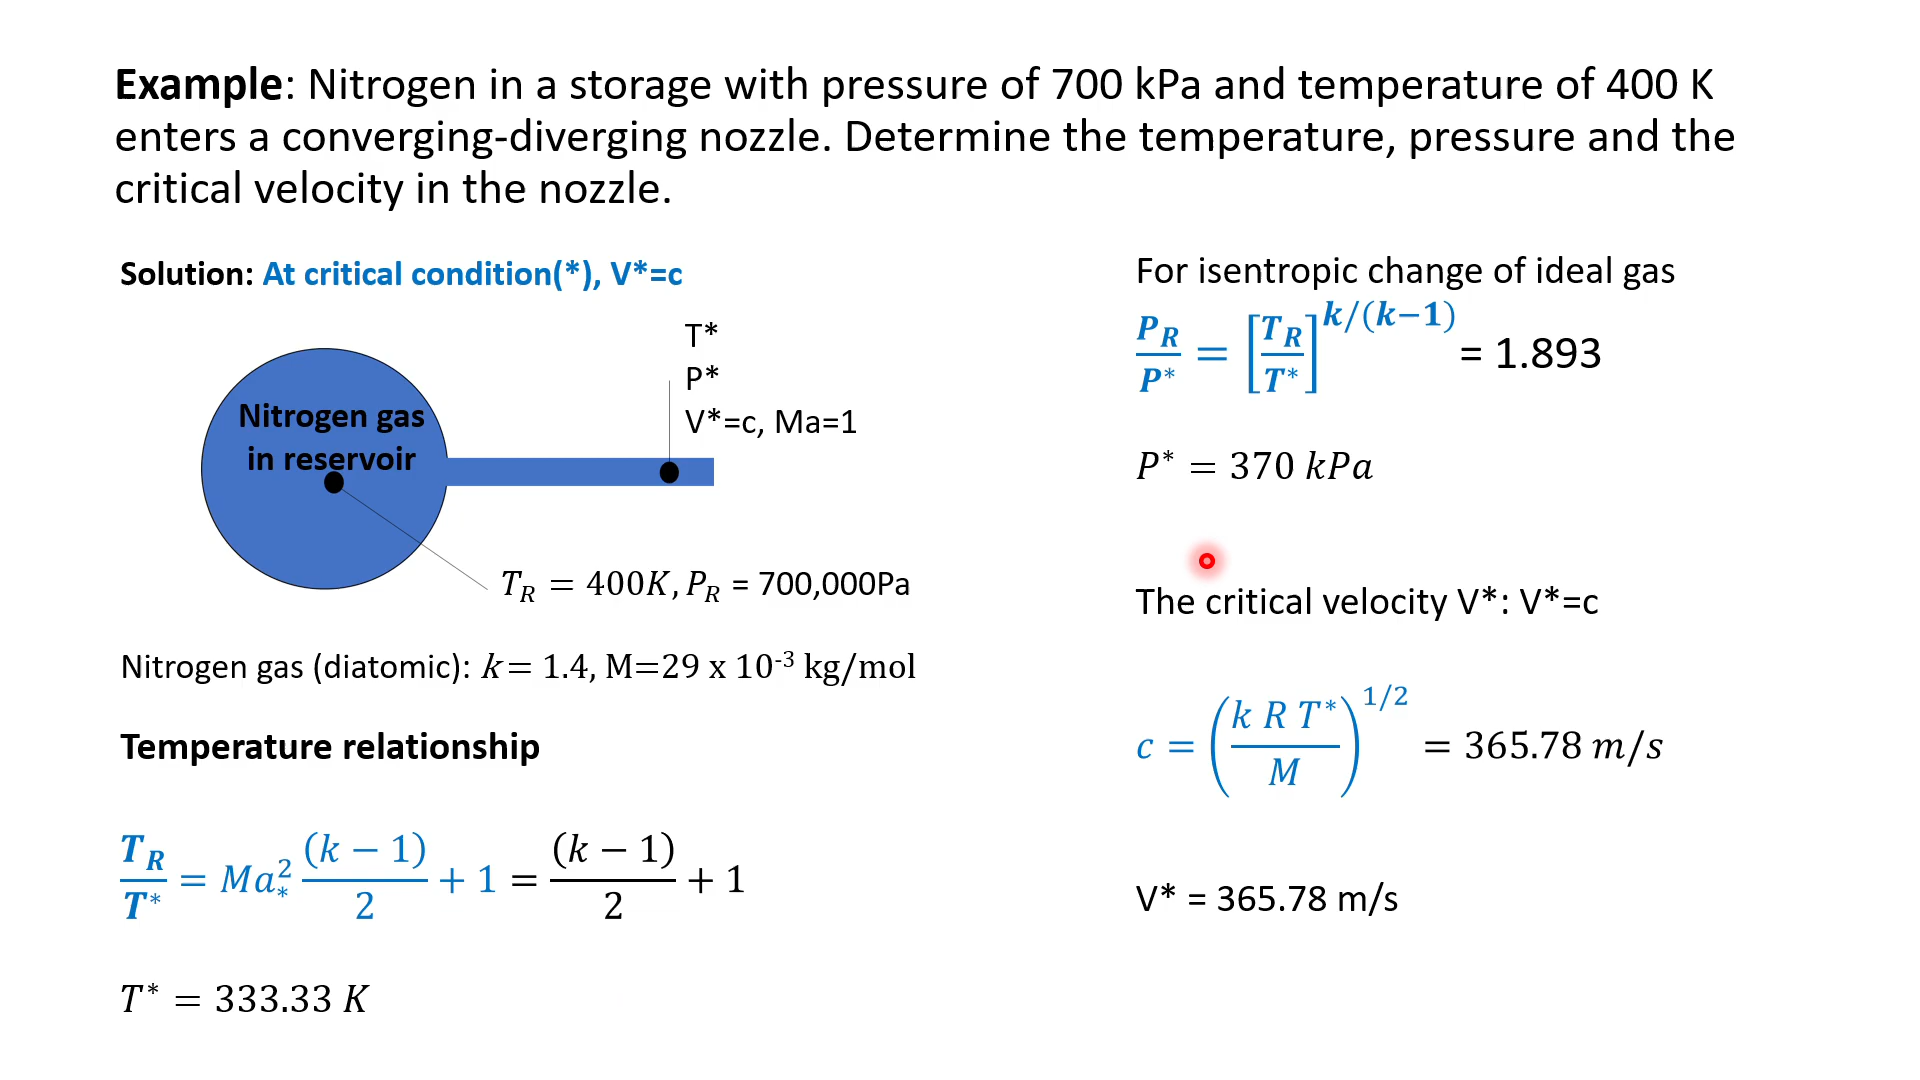 Example: Nitrogen in a storage with pressure of 700 kPa and temperature of 400 K
enters a converging-diverging nozzle. Determine the temperature, pressure and the
critical velocity in the nozzle.
Solution: At critical condition(*), V*=c
T*
P*
V*=c, Ma=1
Nitrogen gas
in reservoir
T_R = 400K, P_R = 700,000Pa
Nitrogen gas (diatomic): k = 1.4, M=29 x 10^-3 kg/mol
Temperature relationship
T_R/T* = Ma_*^2 (k − 1)/2 + 1 = (k − 1)/2 + 1
T* = 333.33 K
For isentropic change of ideal gas
P_R/P* = [T_R/T*]^k/(k−1) = 1.893
P* = 370 kPa
The critical velocity V*: V*=c
c = (k R T*/M)^1/2 = 365.78 m/s
V* = 365.78 m/s